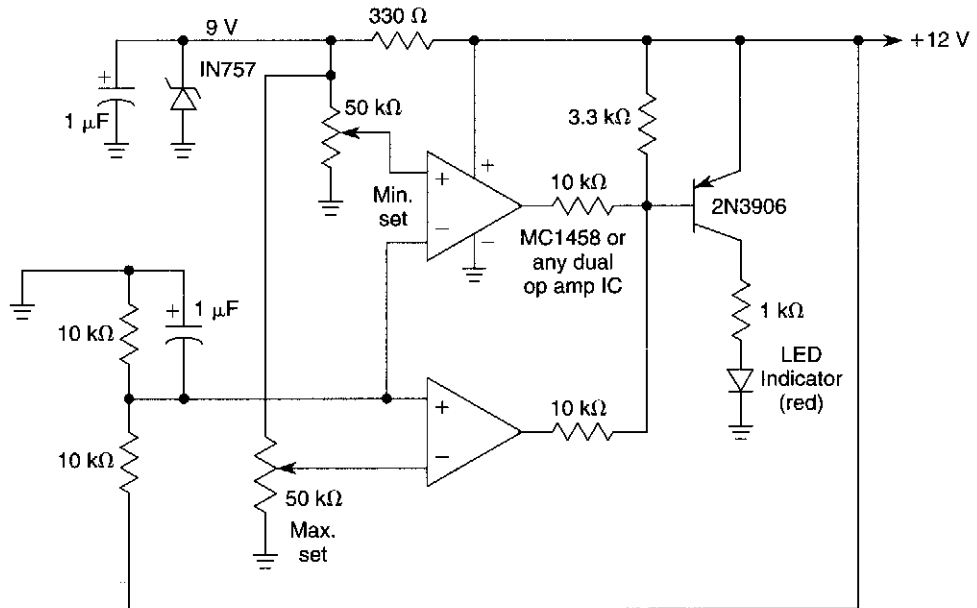 330 Ω
9 V
+12 V
IN757
+
1 μF
50 kΩ
3.3 kΩ
Min.
set
+
−
+
−
10 kΩ
2N3906
MC1458 or
any dual
op amp IC
+
1 μF
10 kΩ
1 kΩ
LED
Indicator
(red)
10 kΩ
+
−
10 kΩ
50 kΩ
Max.
set